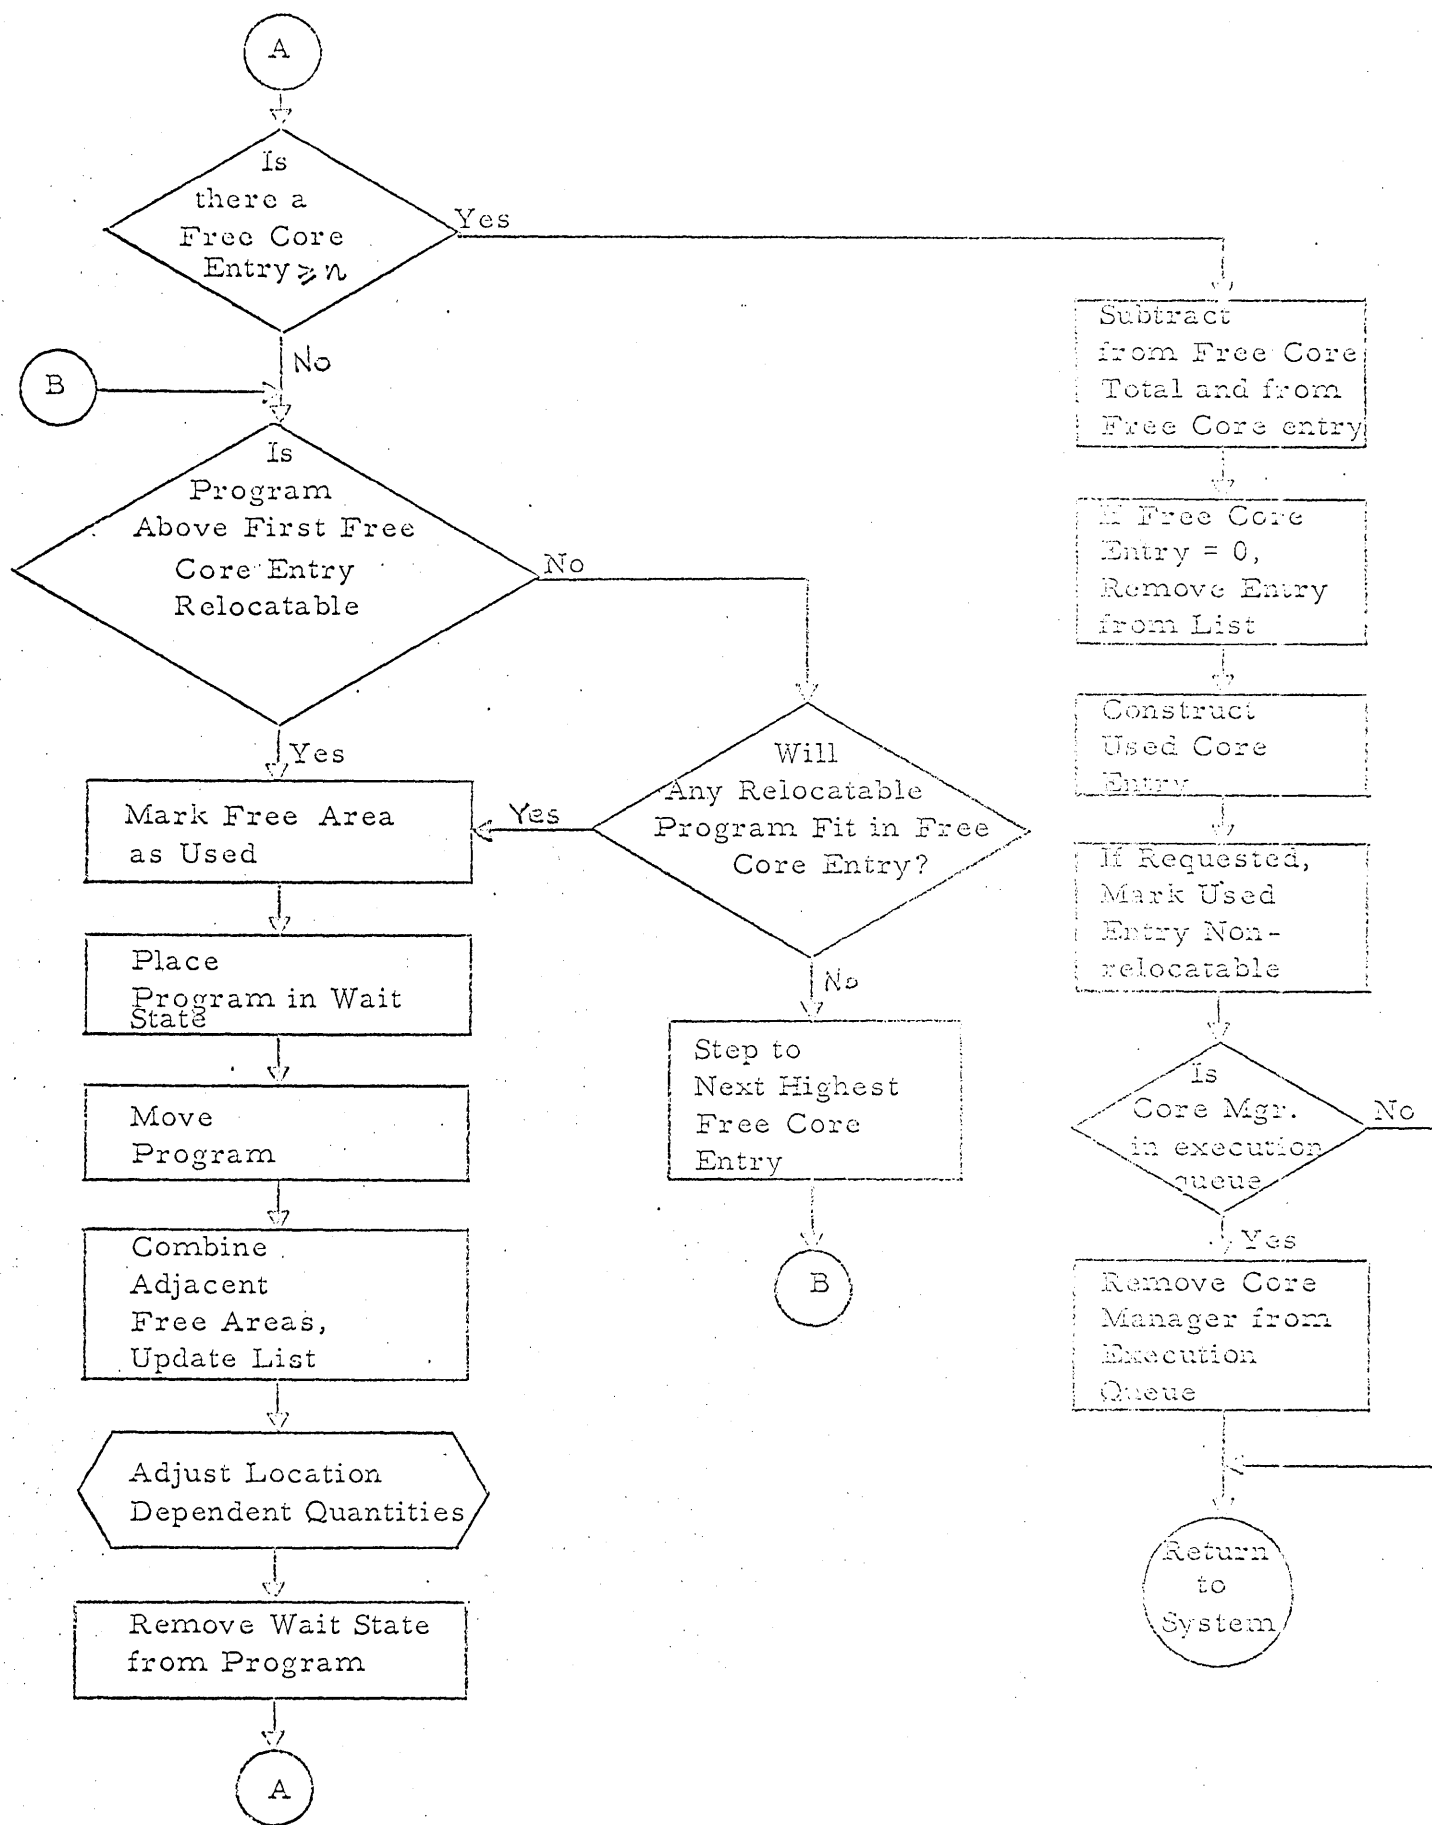 A
Is
there a
Free Core
Entry ⩾ n
Yes
No
B
Is
Program
Above First Free
Core Entry
Relocatable
No
Yes
Mark Free Area
as Used
Place
Program in Wait
State
Move
Program
Combine
Adjacent
Free Areas,
Update List
Adjust Location
Dependent Quantities
Remove Wait State
from Program
A
Will
Any Relocatable
Program Fit in Free
Core Entry?
Yes
No
Step to
Next Highest
Free Core
Entry
B
Subtract
from Free Core
Total and from
Free Core entry
If Free Core
Entry = 0,
Remove Entry
from List
Construct
Used Core
Entry
If Requested,
Mark Used
Entry Non-
relocatable
Is
Core Mgr.
in execution
queue
No
Yes
Remove Core
Manager from
Execution
Queue
Return
to
System